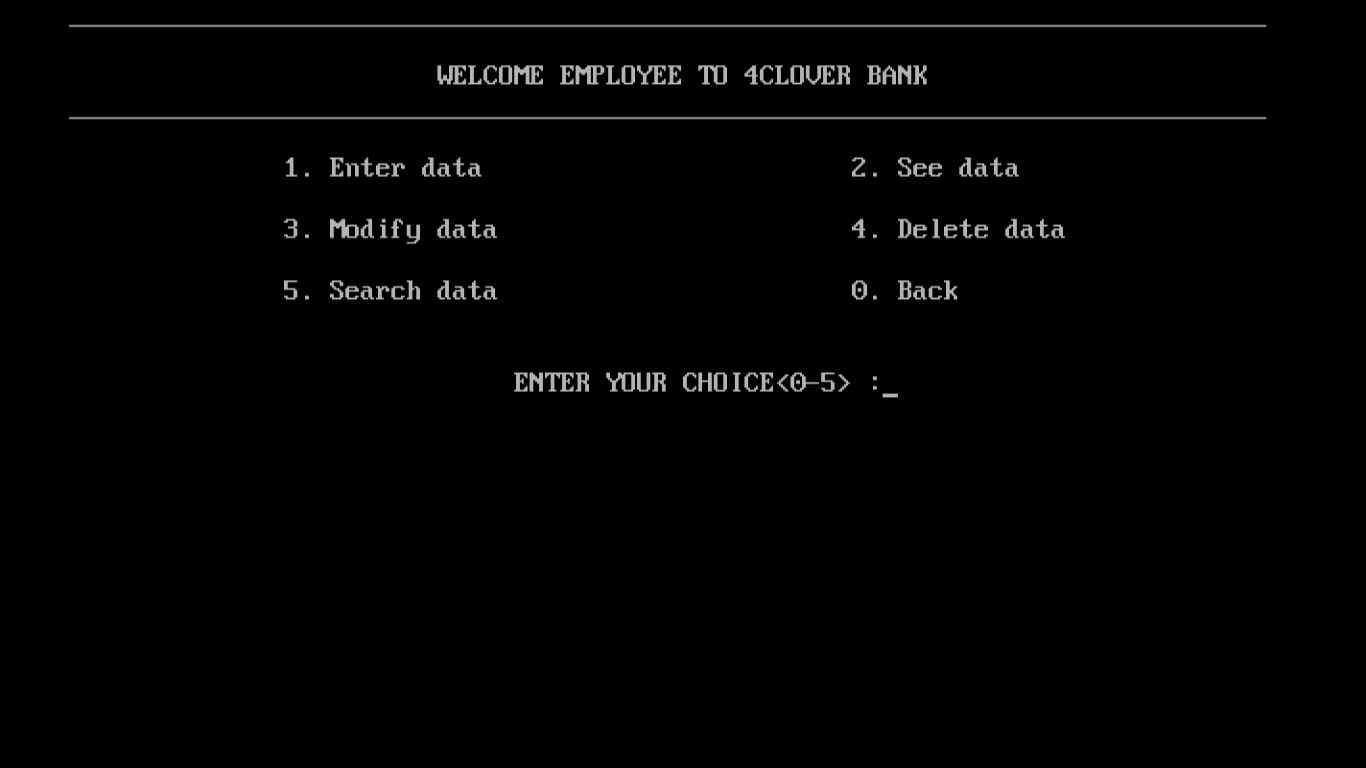 WELCOME EMPLOYEE TO 4CLOVER BANK
1. Enter data 2. See data
3. Modify data 4. Delete data
5. Search data 0. Back
ENTER YOUR CHOICE<0-5> :_